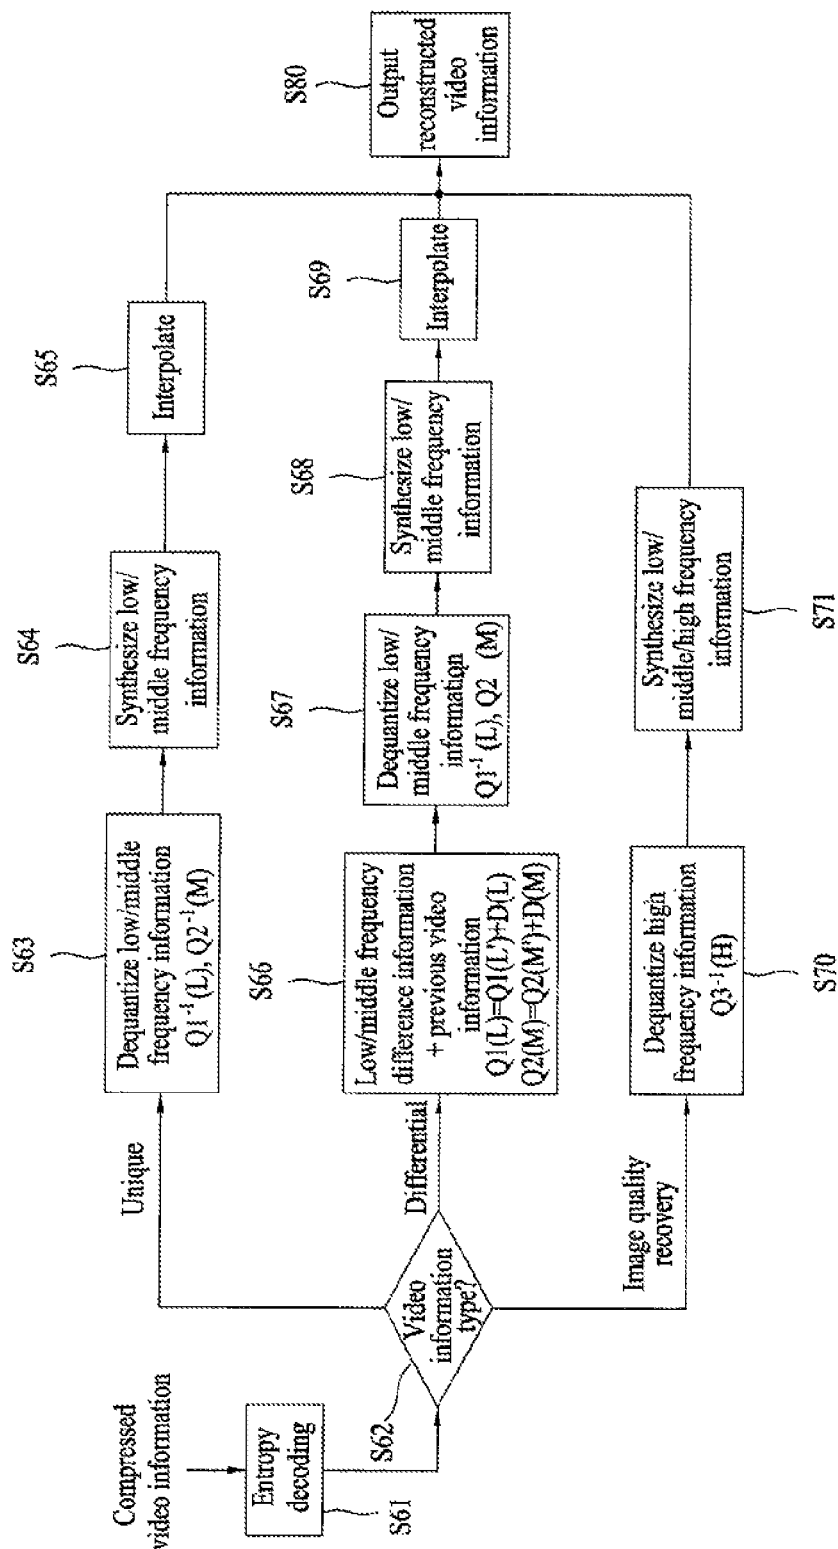 Compressed
video information
Entropy
decoding
S61
S62
Video
information
type?
Unique
Differential
Image quality
recovery
S63
Dequantize low/middle
frequency information
Q1⁻¹(L), Q2⁻¹(M)
S64
Synthesize low/
middle frequency
information
S65
Interpolate
S66
Low/middle frequency
difference information
+ previous video
information
Q1(L)=Q1(L')+D(L)
Q2(M)=Q2(M')+D(M)
S67
Dequantize low/
middle frequency
information
Q1⁻¹(L), Q2 (M)
S68
Synthesize low/
middle frequency
information
S69
Interpolate
S70
Dequantize high
frequency information
Q3⁻¹(H)
S71
Synthesize low/
middle/high frequency
information
S80
Output
reconstructed
video
information